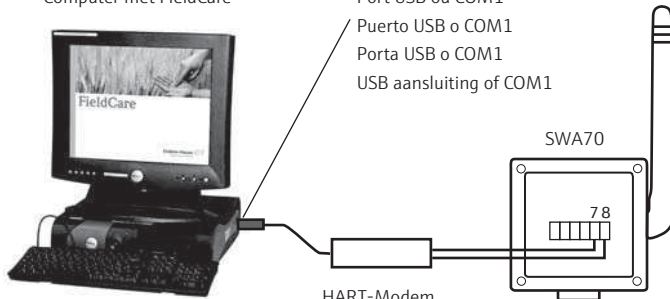 Computer met FieldCare
Port USB ou COM1
Puerto USB o COM1
Porta USB o COM1
USB aansluiting of COM1
FieldCare
SWA70
7 8
HART-Modem